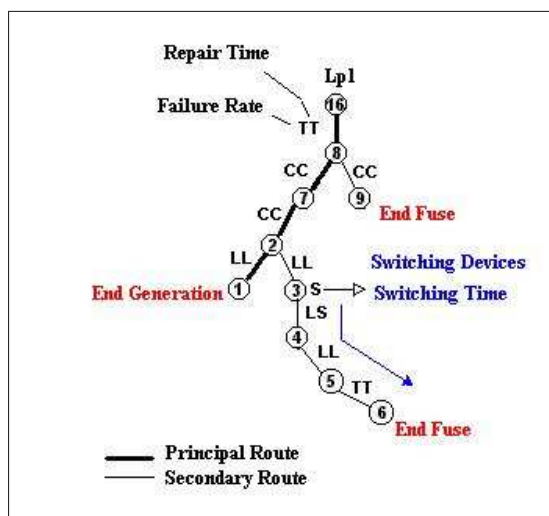 Repair Time
Lp1
16
Failure Rate
TT
8
CC
CC
7
9
CC
End Fuse
2
LL
LL
Switching Devices
End Generation
1
3
S
Switching Time
LS
4
LL
5
TT
6
End Fuse
Principal Route
Secondary Route